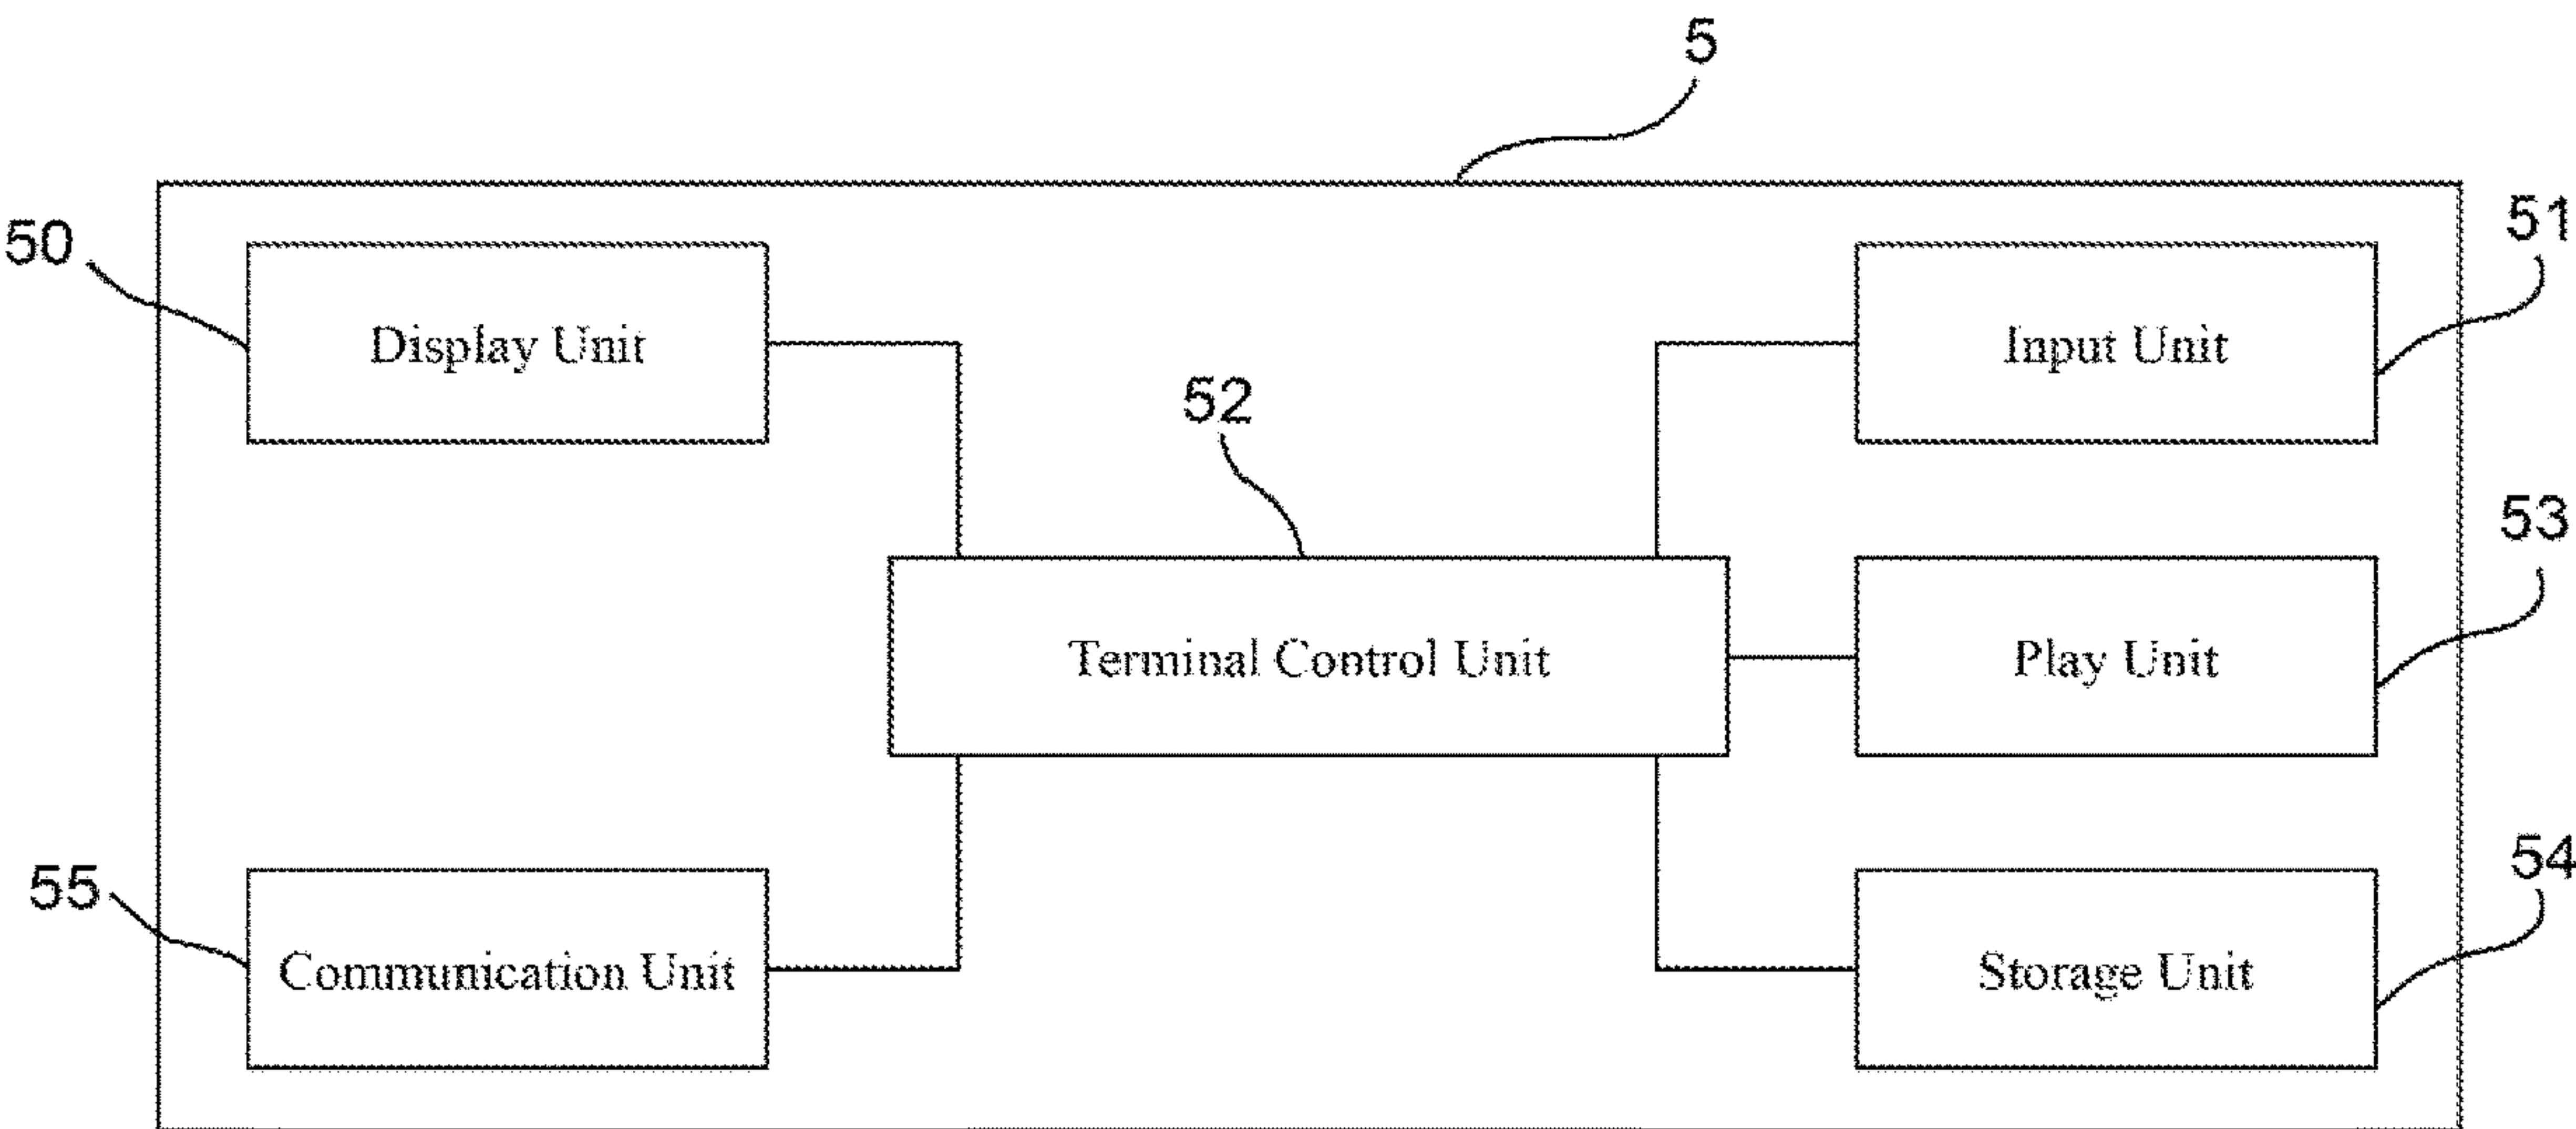 5
50
Display Unit
51
Input Unit
52
53
Terminal Control Unit
Play Unit
55
Communication Unit
54
Storage Unit